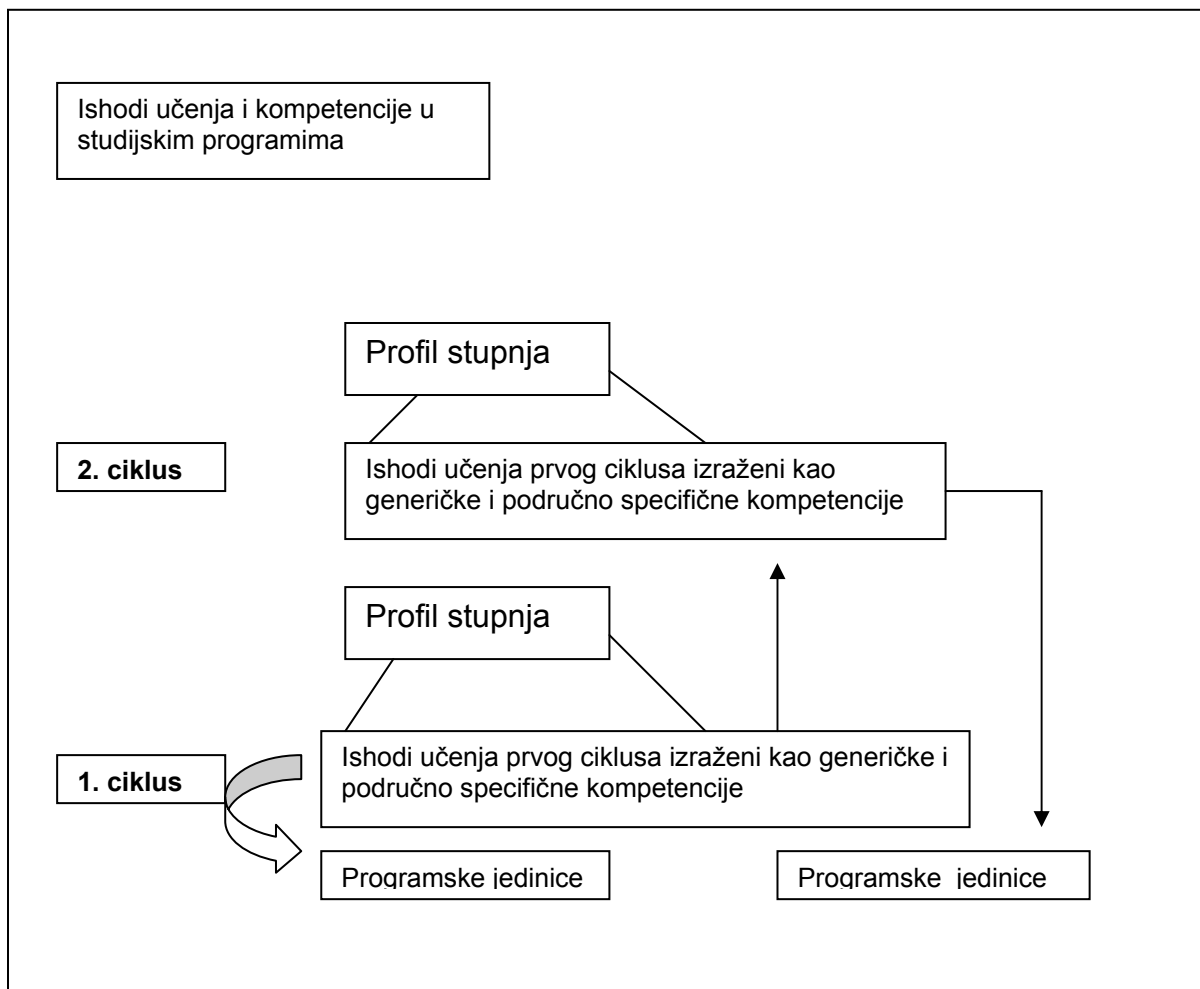 Ishodi učenja i kompetencije u
studijskim programima
Profil stupnja
2. ciklus
Ishodi učenja prvog ciklusa izraženi kao
generičke i područno specifične kompetencije
Profil stupnja
1. ciklus
Ishodi učenja prvog ciklusa izraženi kao generičke i
područno specifične kompetencije
Programske jedinice
Programske jedinice